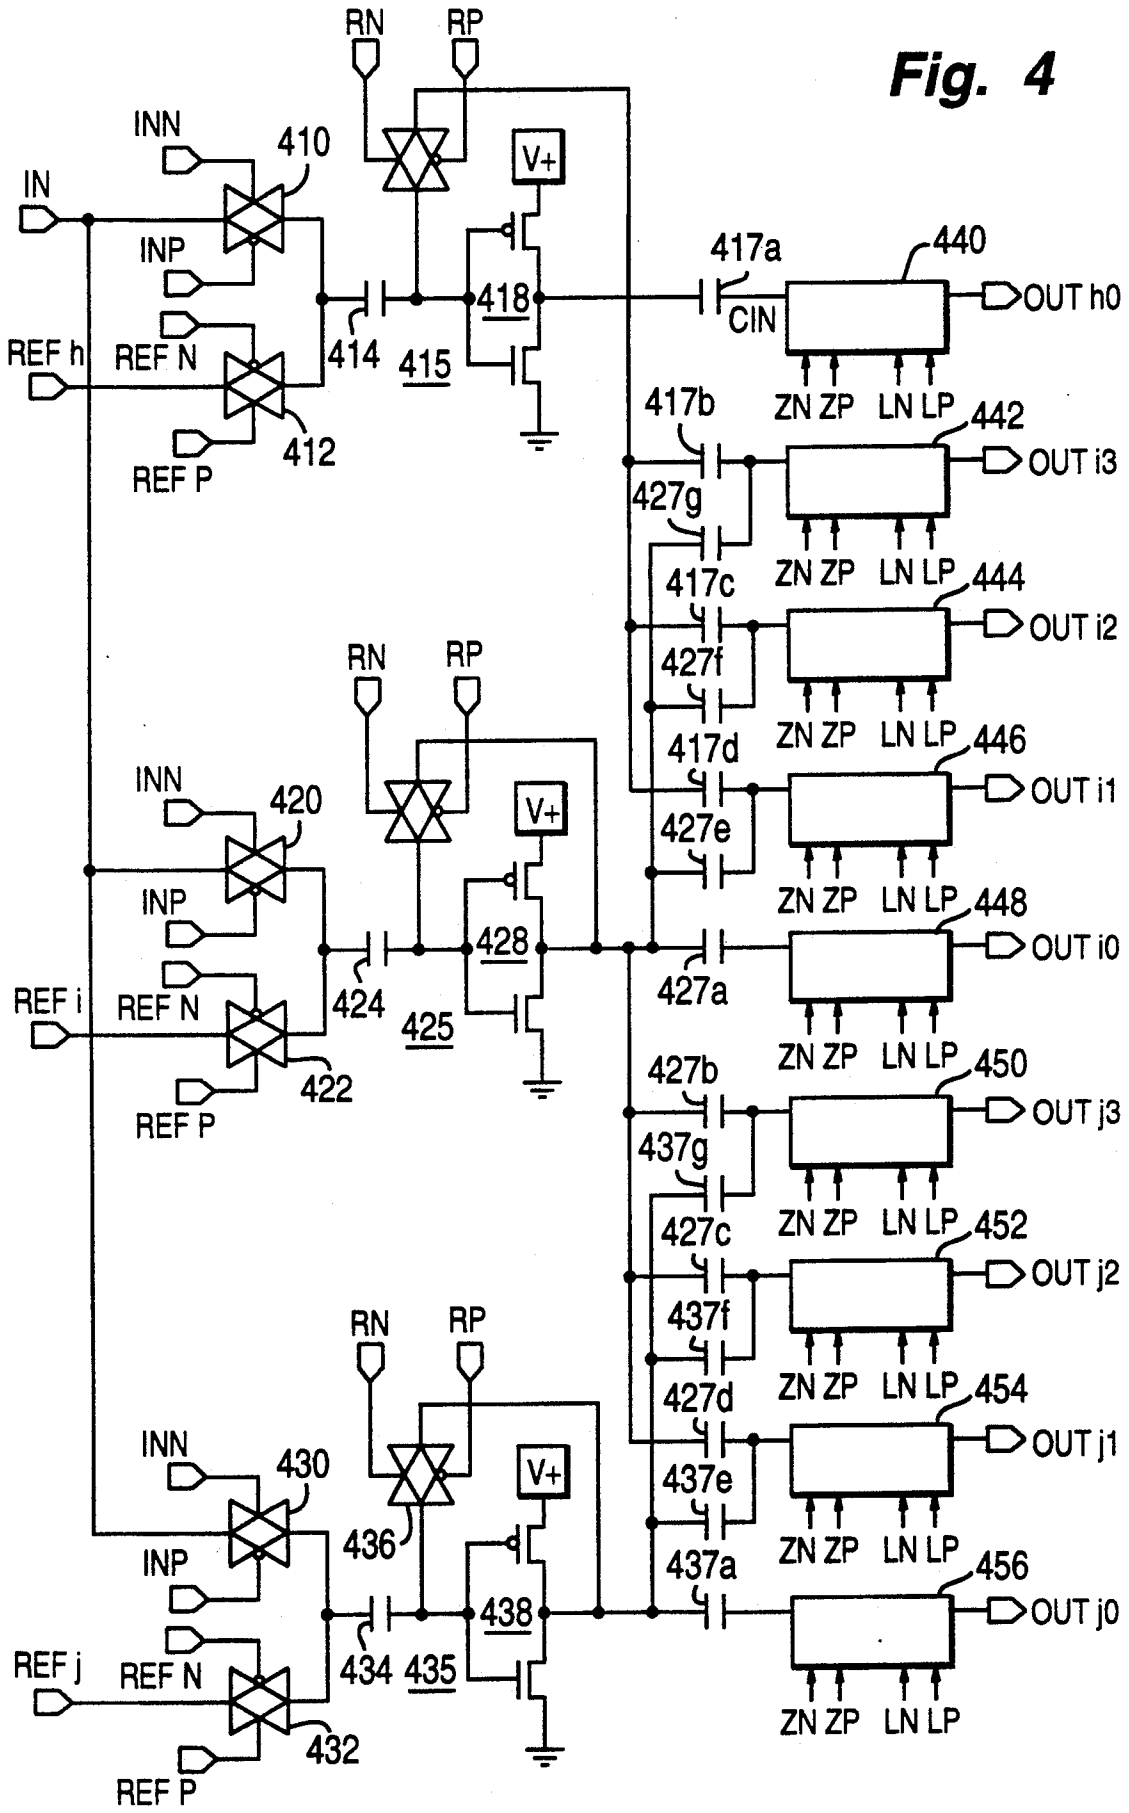 RN RP
Fig. 4
INN 410
V+
IN
INP
417a 440
OUT h0
418
CIN
REF h REF N 414 415
ZN ZP LN LP
412
REF P
417b 442
OUT i3
427g
ZN ZP LN LP
417c 444
OUT i2
RN RP 427f
ZN ZP LN LP
417d 446
INN 420
V+
OUT i1
427e
INP
ZN ZP LN LP
448
428
OUT i0
REF i REF N 424 425
427a
ZN ZP LN LP
422
REF P
427b 450
OUT j3
437g
ZN ZP LN LP
427c 452
OUT j2
RN RP 437f
ZN ZP LN LP
427d 454
INN 430
V+
OUT j1
437e
INP 436
ZN ZP LN LP
437a 456
438
OUT j0
REF j REF N 434 435
ZN ZP LN LP
432
REF P